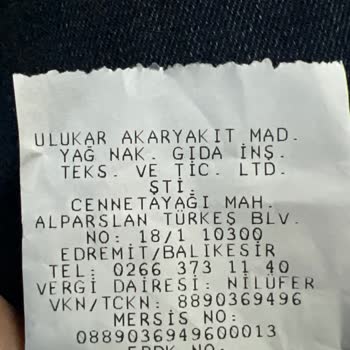 ULUKAR AKARYAKIT MAD.
YAĞ NAK. GIDA İNŞ.
TEKS. VE TİC. LTD.
ŞTİ.
CENNETAYAĞI MAH.
ALPARSLAN TÜRKEŞ BLV.
NO: 18/1 10300
EDREMİT/BALIKESİR
TEL: 0266 373 11 40
VERGİ DAİRESİ: NİLÜFER
VKN/TCKN: 8890369496
MERSİS NO:
0889036949600013
EPDK NO: